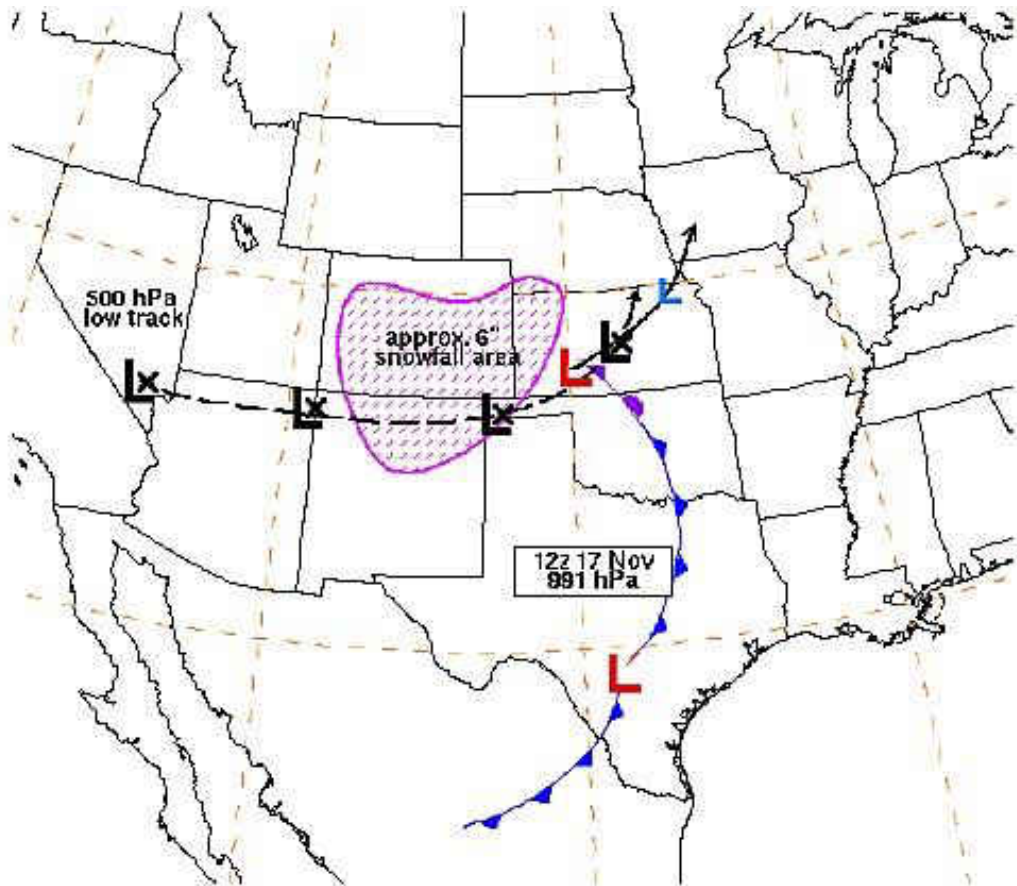 500 hPa
low track
approx. 6"
snowfall area
L
L
L
L
L
L
12z 17 Nov
991 hPa
L